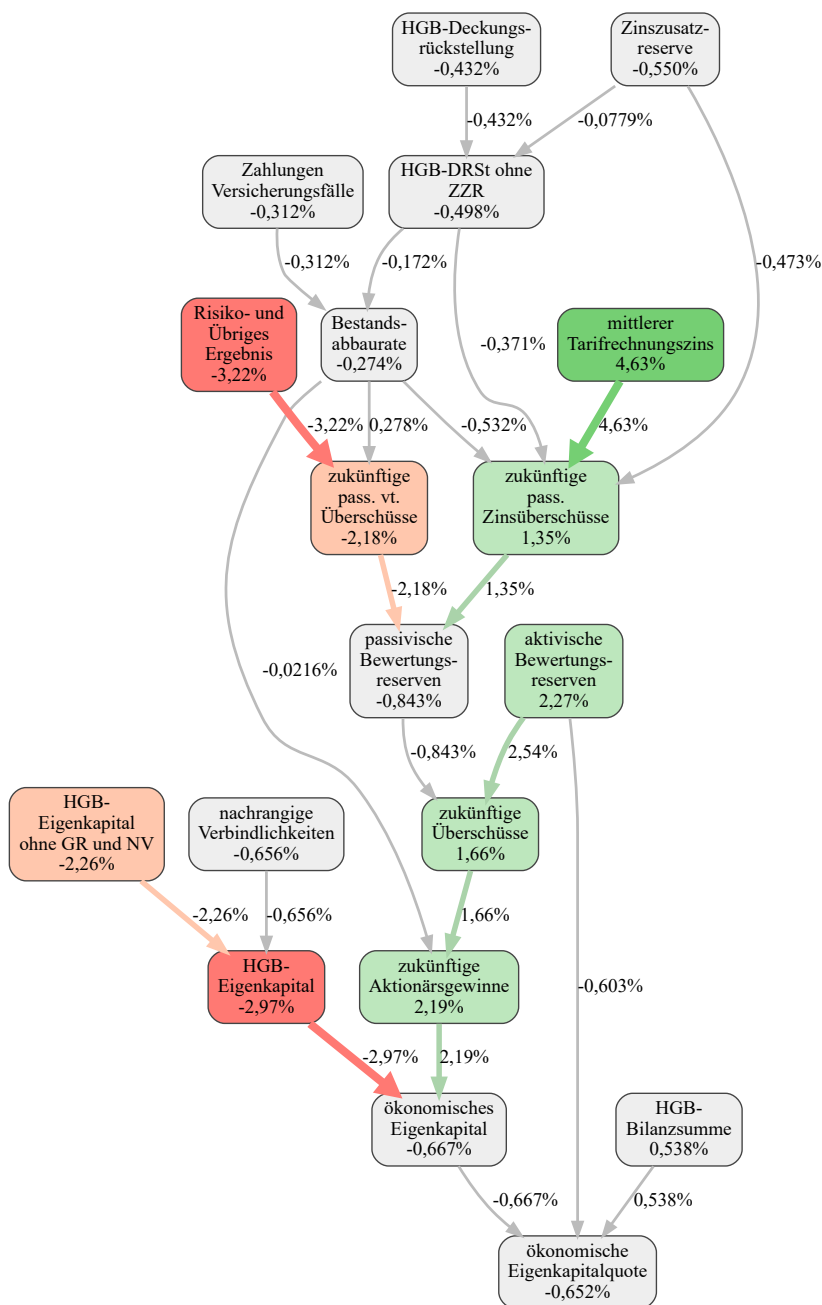 HGB-Deckungs-
rückstellung
-0,432%
Zinszusatz-
reserve
-0,550%
-0,432%
-0,0779%
Zahlungen
Versicherungsfälle
-0,312%
HGB-DRSt ohne
ZZR
-0,498%
-0,312%
-0,172%
-0,473%
Risiko- und
Übriges
Ergebnis
-3,22%
Bestands-
abbaurate
-0,274%
-0,371%
mittlerer
Tarifrechnungszins
4,63%
-3,22%
0,278%
-0,532%
4,63%
zukünftige
pass. vt.
Überschüsse
-2,18%
zukünftige
pass.
Zinsüberschüsse
1,35%
-2,18%
1,35%
-0,0216%
passivische
Bewertungs-
reserven
-0,843%
aktivische
Bewertungs-
reserven
2,27%
-0,843%
2,54%
HGB-
Eigenkapital
ohne GR und NV
-2,26%
nachrangige
Verbindlichkeiten
-0,656%
zukünftige
Überschüsse
1,66%
-2,26%
-0,656%
1,66%
HGB-
Eigenkapital
-2,97%
zukünftige
Aktionärsgewinne
2,19%
-0,603%
-2,97%
2,19%
ökonomisches
Eigenkapital
-0,667%
HGB-
Bilanzsumme
0,538%
-0,667%
0,538%
ökonomische
Eigenkapitalquote
-0,652%